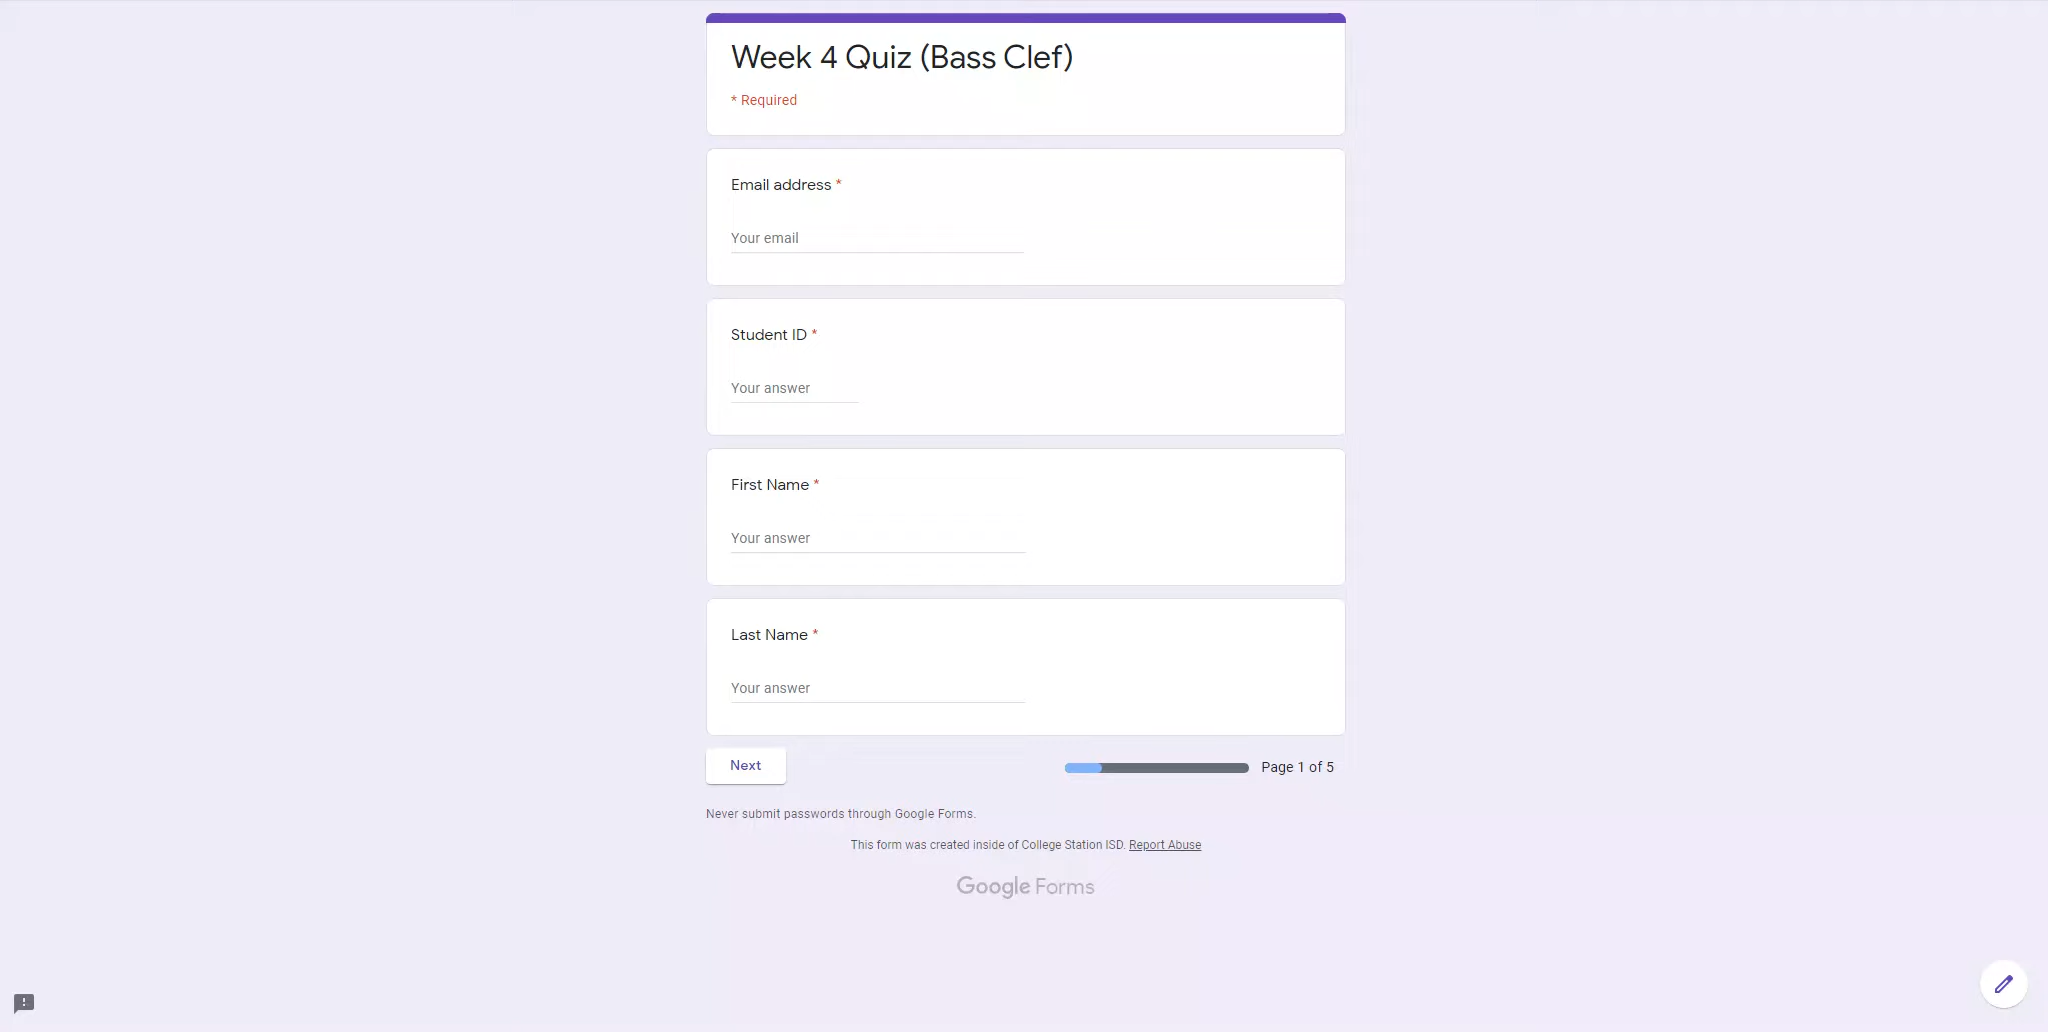 Week 4 Quiz (Bass Clef)
* Required
Email address *
Your email
Student ID *
Your answer
First Name *
Your answer
Last Name *
Your answer
Next
Page 1 of 5
Never submit passwords through Google Forms.
This form was created inside of College Station ISD. Report Abuse
Google Forms